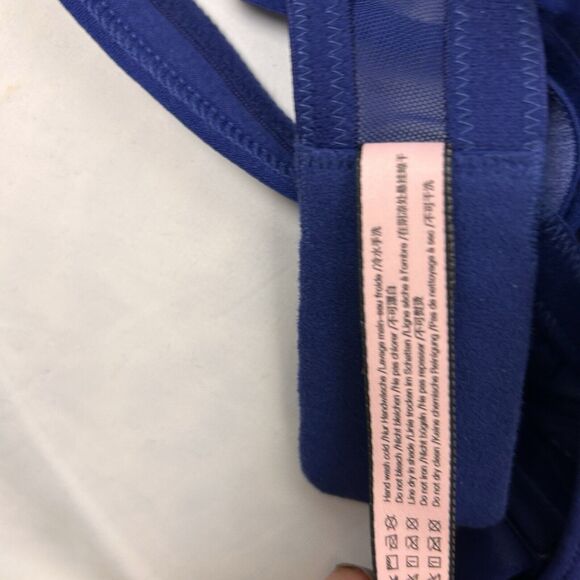 Hand wash cold /Nur Handwäsche /Lavage main-eau froide /冷水手洗
Do not bleach/Nicht bleichen/Ne pas chlorer /不可漂白
Line dry in shade/Linie trocken im Schatten /Ligne sèche à l'ombre /在阴凉处悬挂晾干
Do not iron/Nicht bügeln/Ne pas repasser /不可熨烫
Do not dry clean/Keine chemische Reinigung /Pas de nettoyage à sec /不可干洗